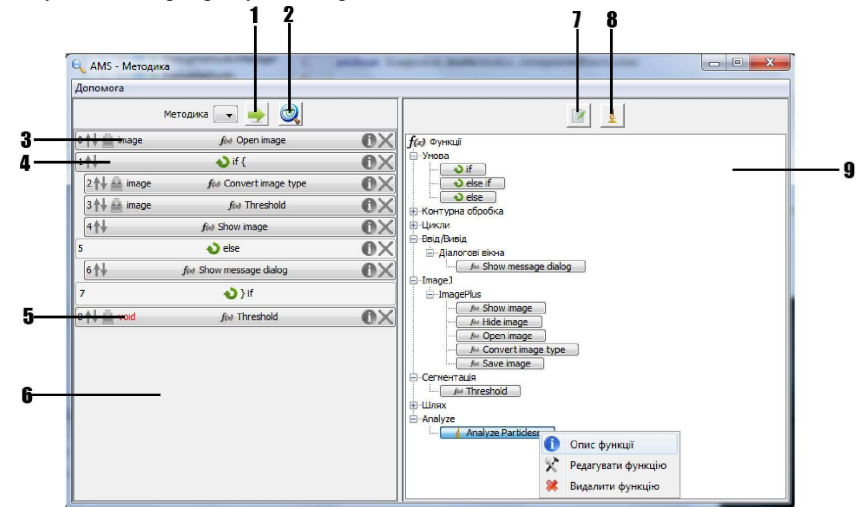 1 2 7 8
AMS - Методика
Допомога
Методика
3 image f(x) Open image
4 1 if {
2 image f(x) Convert image type
3 image f(x) Threshold
4 f(x) Show image
5 else
6 f(x) Show message dialog
7 } if
5 void f(x) Threshold
6
f(x) Функції
Умова
if
9
else if
else
Контурна обробка
Цикли
Ввід/Вивід
Діалогові вікна
f(x) Show message dialog
ImageJ
ImagePlus
f(x) Show image
f(x) Hide image
f(x) Open image
f(x) Convert image type
f(x) Save image
Сегментація
f(x) Threshold
Шлях
Analyze
Analyze Particles
Опис функції
Редагувати функцію
Видалити функцію